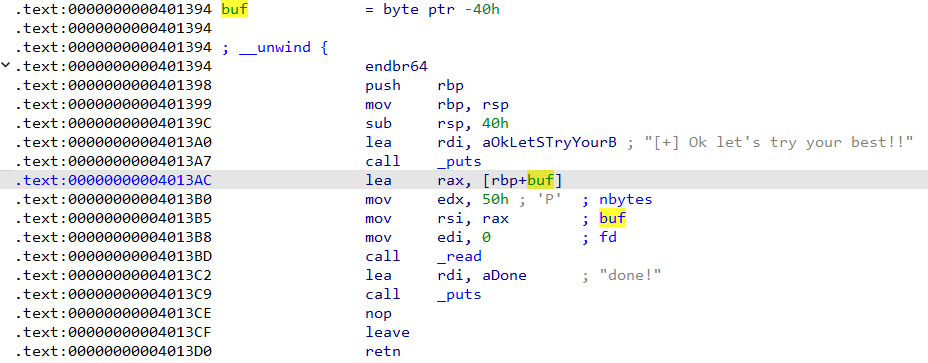 .text:0000000000401394 buf = byte ptr -40h
.text:0000000000401394
.text:0000000000401394 ; __unwind {
.text:0000000000401394 endbr64
.text:0000000000401398 push rbp
.text:0000000000401399 mov rbp, rsp
.text:000000000040139C sub rsp, 40h
.text:00000000004013A0 lea rdi, aOkLetSTryYourB ; "[+] Ok let's try your best!!"
.text:00000000004013A7 call _puts
.text:00000000004013AC lea rax, [rbp+buf]
.text:00000000004013B0 mov edx, 50h ; 'P' ; nbytes
.text:00000000004013B5 mov rsi, rax ; buf
.text:00000000004013B8 mov edi, 0 ; fd
.text:00000000004013BD call _read
.text:00000000004013C2 lea rdi, aDone ; "done!"
.text:00000000004013C9 call _puts
.text:00000000004013CE nop
.text:00000000004013CF leave
.text:00000000004013D0 retn